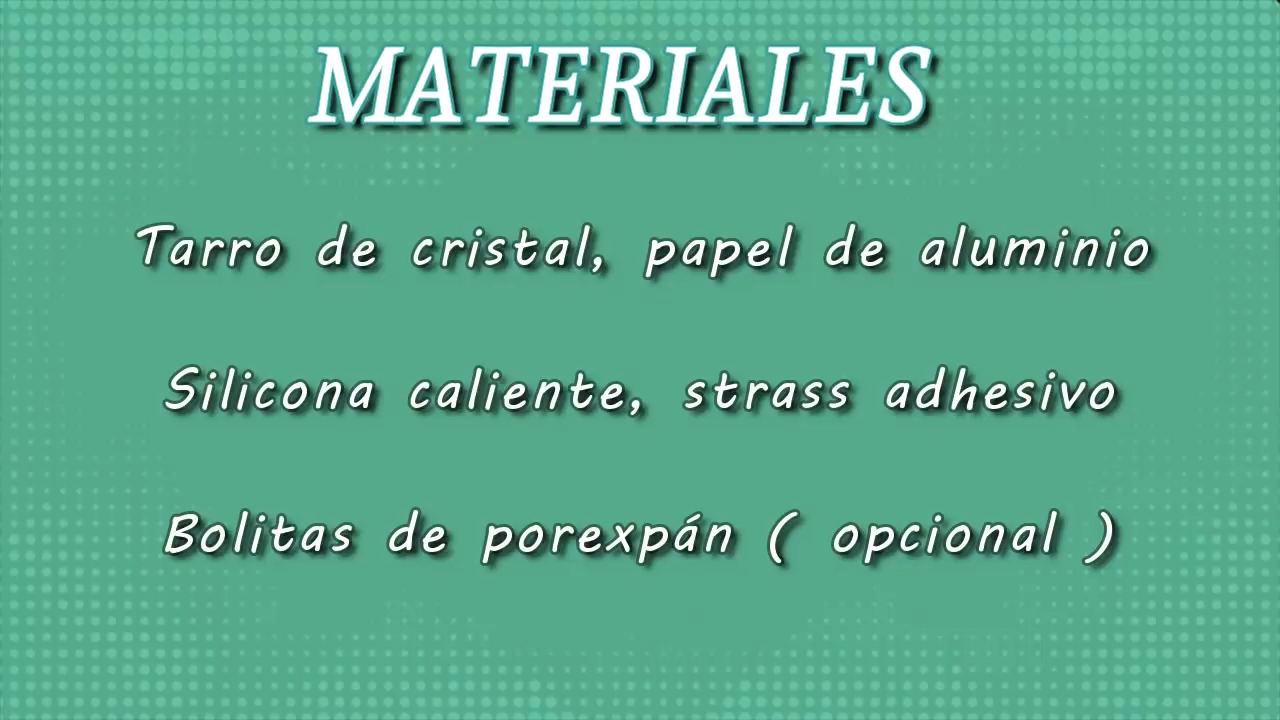 MATERIALES
Tarro de cristal, papel de aluminio
Silicona caliente, strass adhesivo
Bolitas de porexpán ( opcional )